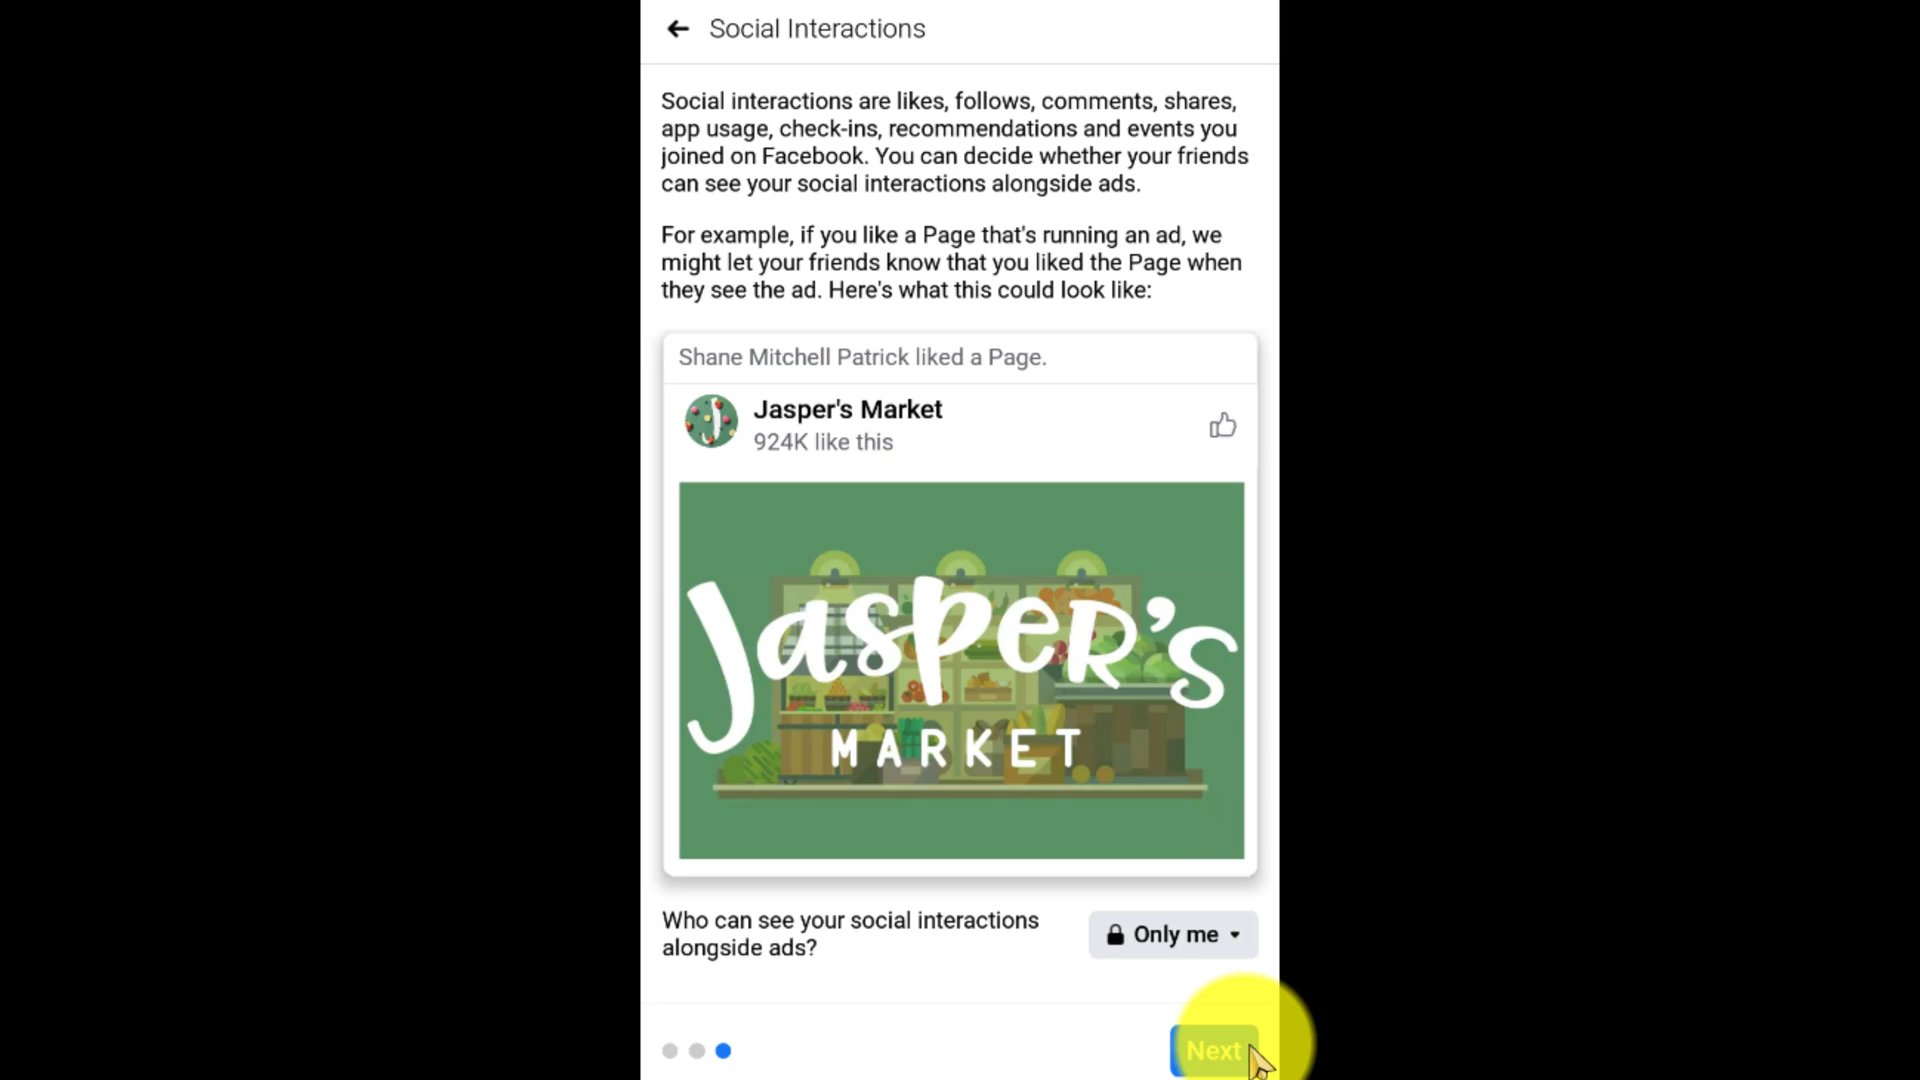 Social Interactions
Social interactions are likes, follows, comments, shares,
app usage, check-ins, recommendations and events you
joined on Facebook. You can decide whether your friends
can see your social interactions alongside ads.
For example, if you like a Page that's running an ad, we
might let your friends know that you liked the Page when
they see the ad. Here's what this could look like:
Shane Mitchell Patrick liked a Page.
Jasper's Market
924K like this
Jasper's
MARKET
Who can see your social interactions
alongside ads?
Only me
Next